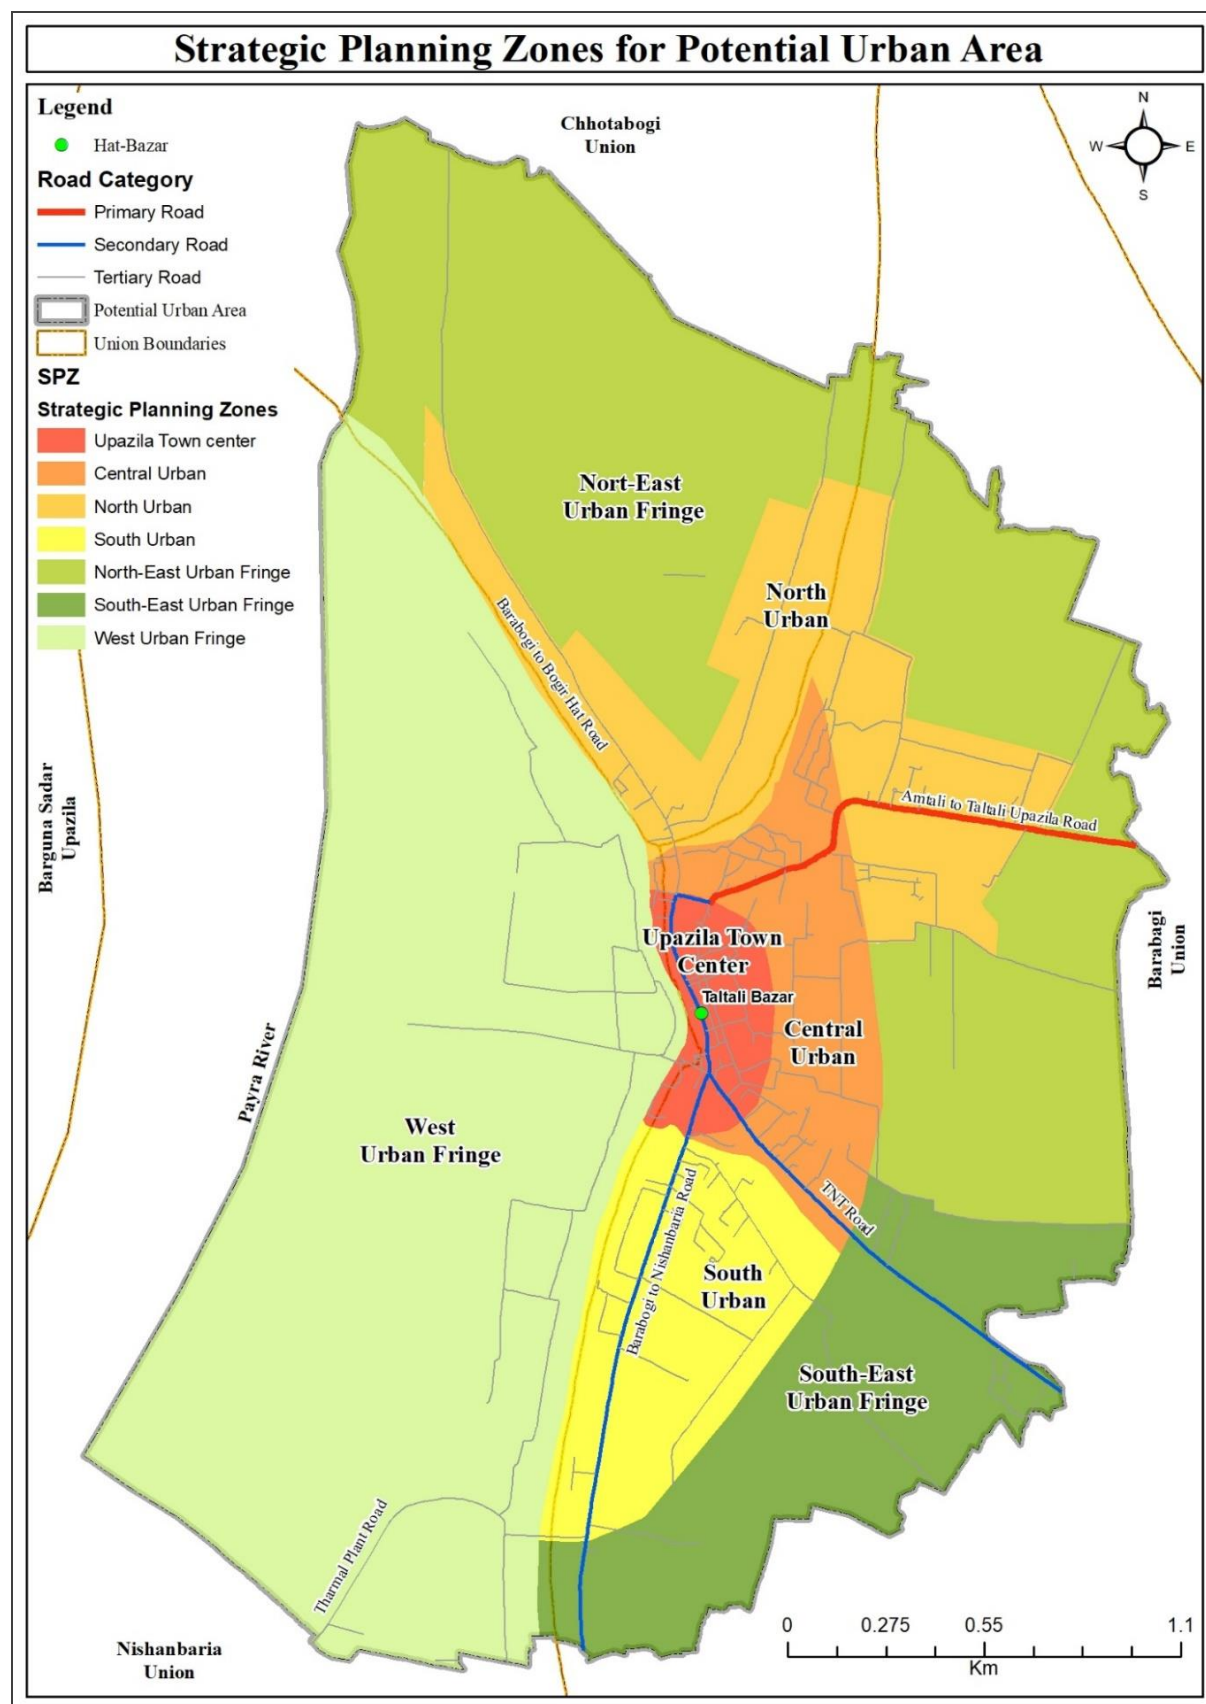 Strategic Planning Zones for Potential Urban Area
Legend
Hat-Bazar
Road Category
Primary Road
Secondary Road
Tertiary Road
Potential Urban Area
Union Boundaries
SPZ
Strategic Planning Zones
Upazila Town center
Central Urban
North Urban
South Urban
North-East Urban Fringe
South-East Urban Fringe
West Urban Fringe
Chhotabogi
Union
N
W
E
S
Nort-East
Urban Fringe
North
Urban
Barabogi to Bogir Hat Road
Amtali to Taltali Upazila Road
Barguna Sadar
Upazila
Barabagi
Union
Upazila Town
Center
Taltali Bazar
Central
Urban
Payra River
West
Urban Fringe
TNT Road
Barabogi to Nishanbaria Road
South
Urban
South-East
Urban Fringe
Tharmal Plant Road
Nishanbaria
Union
0 0.275 0.55 1.1
Km